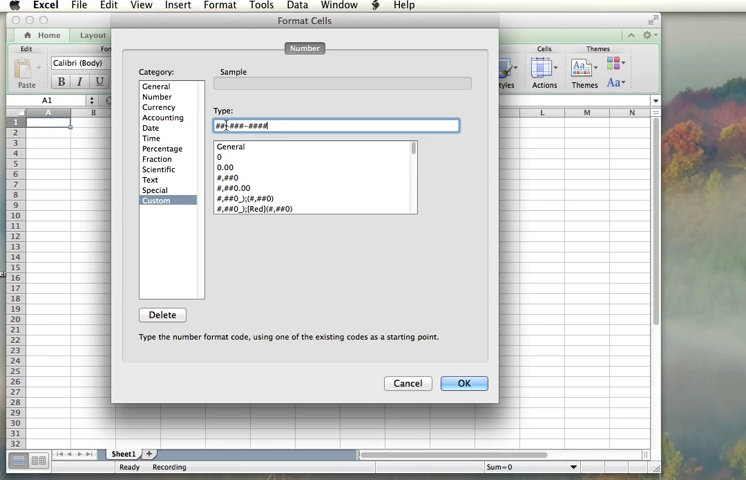 Excel File Edit View Insert Format Tools Data Window Help
Format Cells
Home Layout
Number
Edit
Cells Themes
Paste
Calibri (Body)
B I U
Actions Themes Aa
A1
A B L M N
Category:
General
Number
Currency
Accounting
Date
Time
Percentage
Fraction
Scientific
Text
Special
Custom
Sample
Type:
General
0
0.00
#,##0
#,##0.00
#,##0_);(#,##0)
#,##0_);[Red](#,##0)
Delete
Type the number format code, using one of the existing codes as a starting point.
Cancel OK
1
2
3
4
5
6
7
8
9
10
11
12
13
14
15
16
17
18
19
20
21
22
23
24
25
26
27
28
29
30
31
32
Sheet1
Ready Recording Sum=0